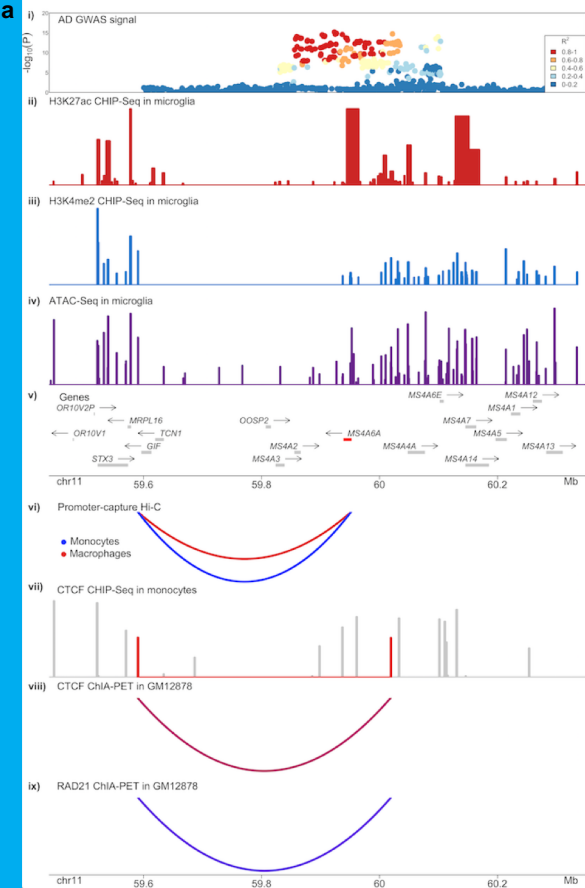 a
i) AD GWAS signal
-log10(P)
20
15
10
5
0
R²
0.8-1
0.6-0.8
0.4-0.6
0.2-0.4
0-0.2
ii) H3K27ac CHIP-Seq in microglia
iii) H3K4me2 CHIP-Seq in microglia
iv) ATAC-Seq in microglia
v) Genes
MS4A6E MS4A12
OR10V2P MS4A1
MRPL16 OOSP2 MS4A7
OR10V1 TCN1 MS4A6A MS4A5
GIF MS4A2 MS4A4A MS4A13
STX3 MS4A3 MS4A14
chr11 59.6 59.8 60 60.2 Mb
vi) Promoter-capture Hi-C
Monocytes
Macrophages
vii) CTCF CHIP-Seq in monocytes
viii) CTCF ChIA-PET in GM12878
ix) RAD21 ChIA-PET in GM12878
chr11 59.6 59.8 60 60.2 Mb